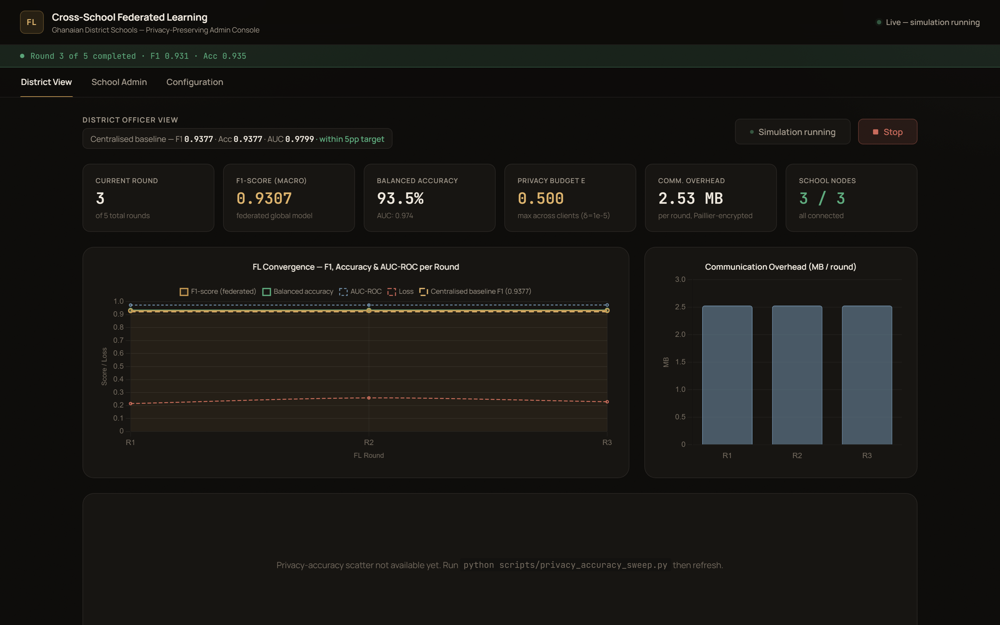 FL
Cross-School Federated Learning
Ghanaian District Schools — Privacy-Preserving Admin Console
Live — simulation running
Round 3 of 5 completed · F1 0.931 · Acc 0.935
District View
School Admin
Configuration
DISTRICT OFFICER VIEW
Centralised baseline — F1 0.9377 · Acc 0.9377 · AUC 0.9799 · within 5pp target
Simulation running
Stop
CURRENT ROUND
3
of 5 total rounds
F1-SCORE (MACRO)
0.9307
federated global model
BALANCED ACCURACY
93.5%
AUC: 0.974
PRIVACY BUDGET Ε
0.500
max across clients (δ=1e-5)
COMM. OVERHEAD
2.53 MB
per round, Paillier-encrypted
SCHOOL NODES
3 / 3
all connected
FL Convergence — F1, Accuracy & AUC-ROC per Round
F1-score (federated)
Balanced accuracy
AUC-ROC
Loss
Centralised baseline F1 (0.9377)
1.0
0.9
0.8
0.7
0.6
0.5
0.4
0.3
0.2
0.1
0
Score / Loss
R1
R2
R3
FL Round
Communication Overhead (MB / round)
3.0
2.5
2.0
1.5
1.0
0.5
0
MB
R1
R2
R3
Privacy-accuracy scatter not available yet. Run python scripts/privacy_accuracy_sweep.py then refresh.